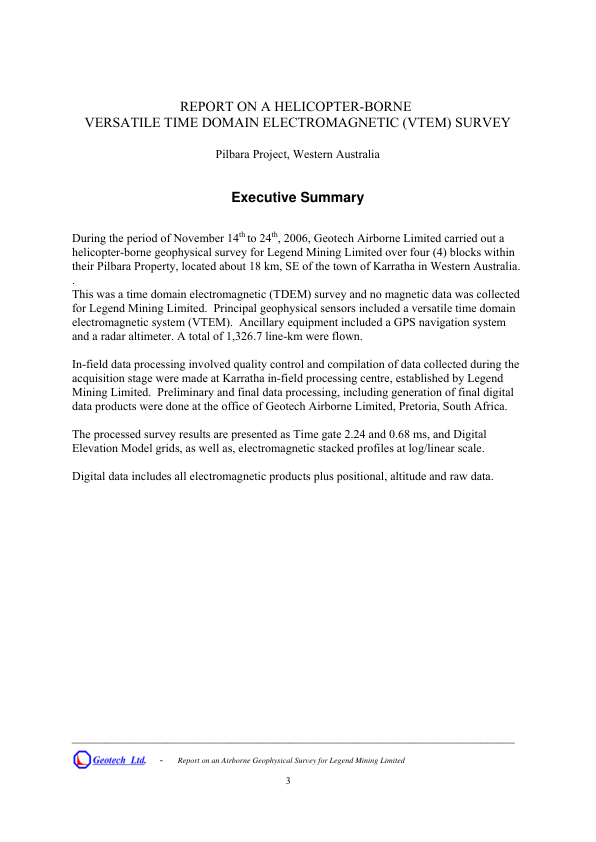 REPORT ON A HELICOPTER-BORNE
VERSATILE TIME DOMAIN ELECTROMAGNETIC (VTEM) SURVEY
Pilbara Project, Western Australia
Executive Summary
During the period of November 14th to 24th, 2006, Geotech Airborne Limited carried out a
helicopter-borne geophysical survey for Legend Mining Limited over four (4) blocks within
their Pilbara Property, located about 18 km, SE of the town of Karratha in Western Australia.
.
This was a time domain electromagnetic (TDEM) survey and no magnetic data was collected
for Legend Mining Limited. Principal geophysical sensors included a versatile time domain
electromagnetic system (VTEM). Ancillary equipment included a GPS navigation system
and a radar altimeter. A total of 1,326.7 line-km were flown.
In-field data processing involved quality control and compilation of data collected during the
acquisition stage were made at Karratha in-field processing centre, established by Legend
Mining Limited. Preliminary and final data processing, including generation of final digital
data products were done at the office of Geotech Airborne Limited, Pretoria, South Africa.
The processed survey results are presented as Time gate 2.24 and 0.68 ms, and Digital
Elevation Model grids, as well as, electromagnetic stacked profiles at log/linear scale.
Digital data includes all electromagnetic products plus positional, altitude and raw data.
Geotech Ltd. - Report on an Airborne Geophysical Survey for Legend Mining Limited
3